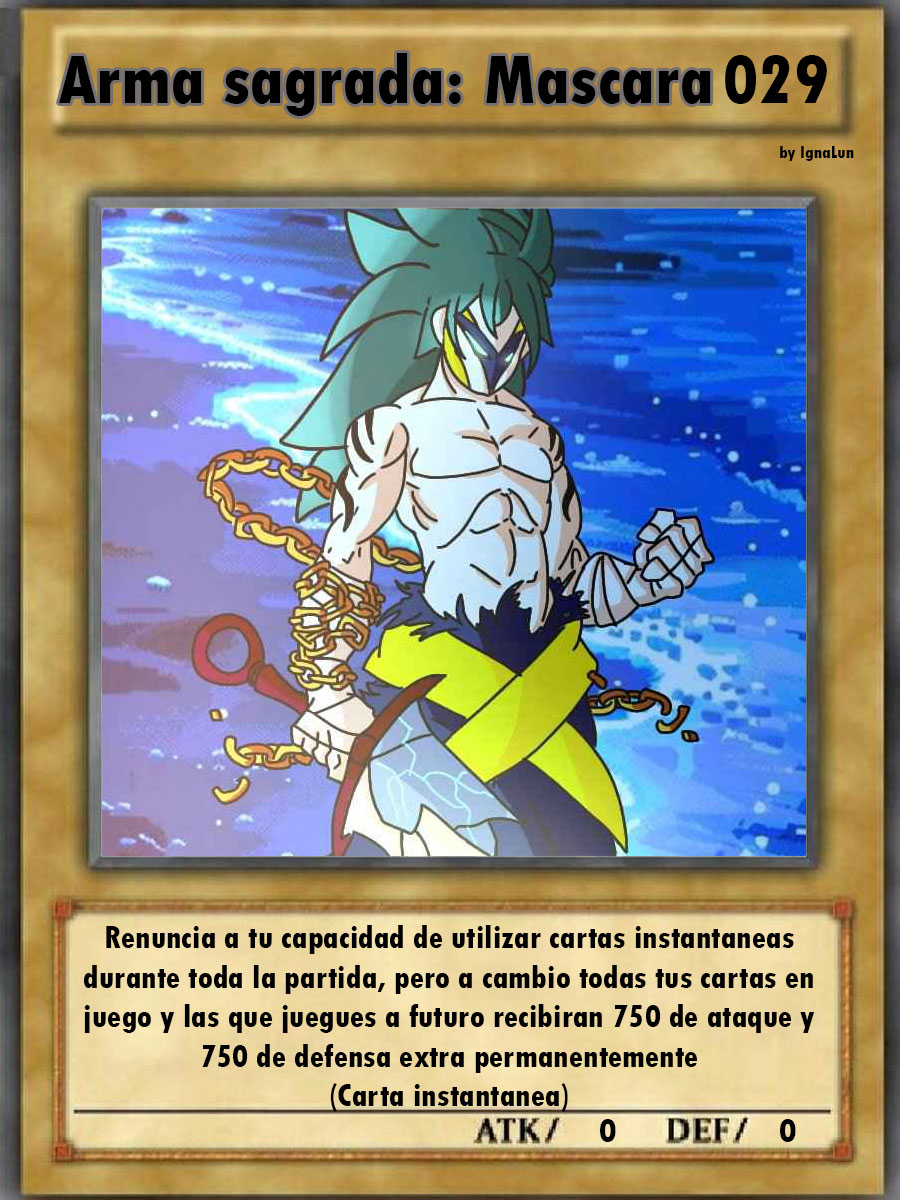 Arma sagrada: Mascara 029
by IgnaLun
Renuncia a tu capacidad de utilizar cartas instantaneas
durante toda la partida, pero a cambio todas tus cartas en
juego y las que juegues a futuro recibiran 750 de ataque y
750 de defensa extra permanentemente
(Carta instantanea)
ATK/ 0 DEF/ 0